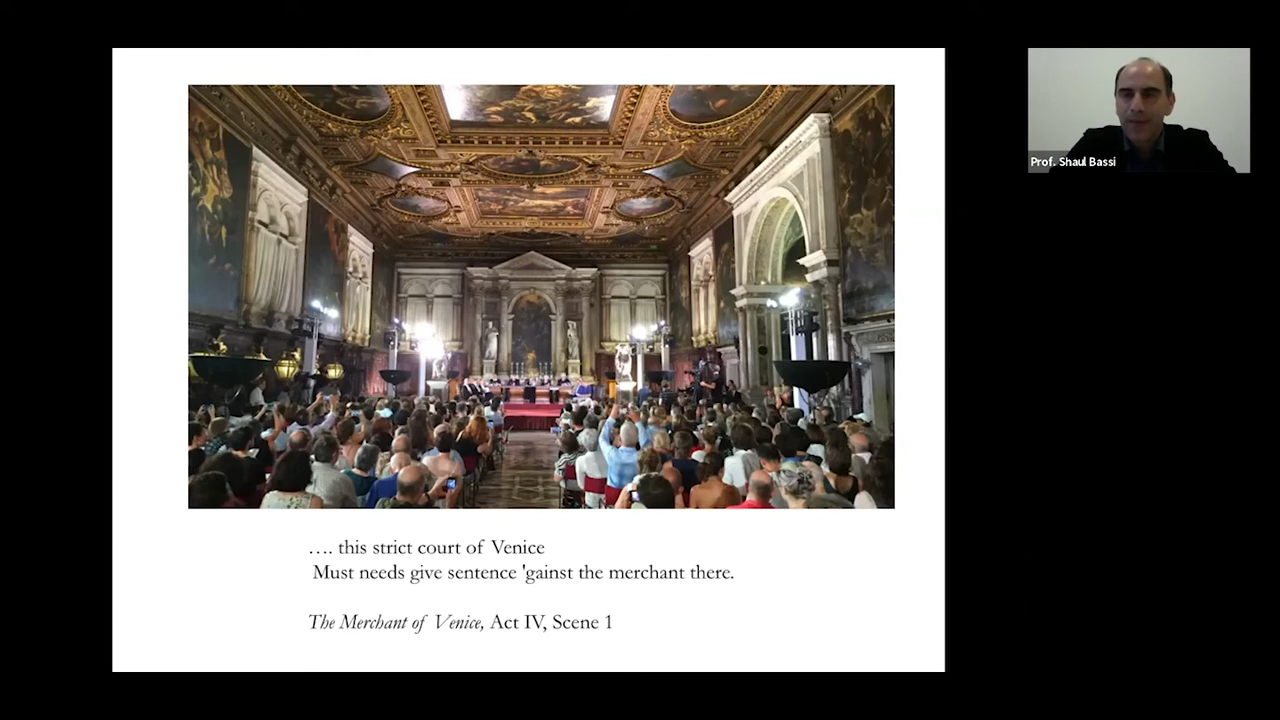 …. this strict court of Venice
Must needs give sentence 'gainst the merchant there.
The Merchant of Venice, Act IV, Scene 1
Prof. Shaul Bassi